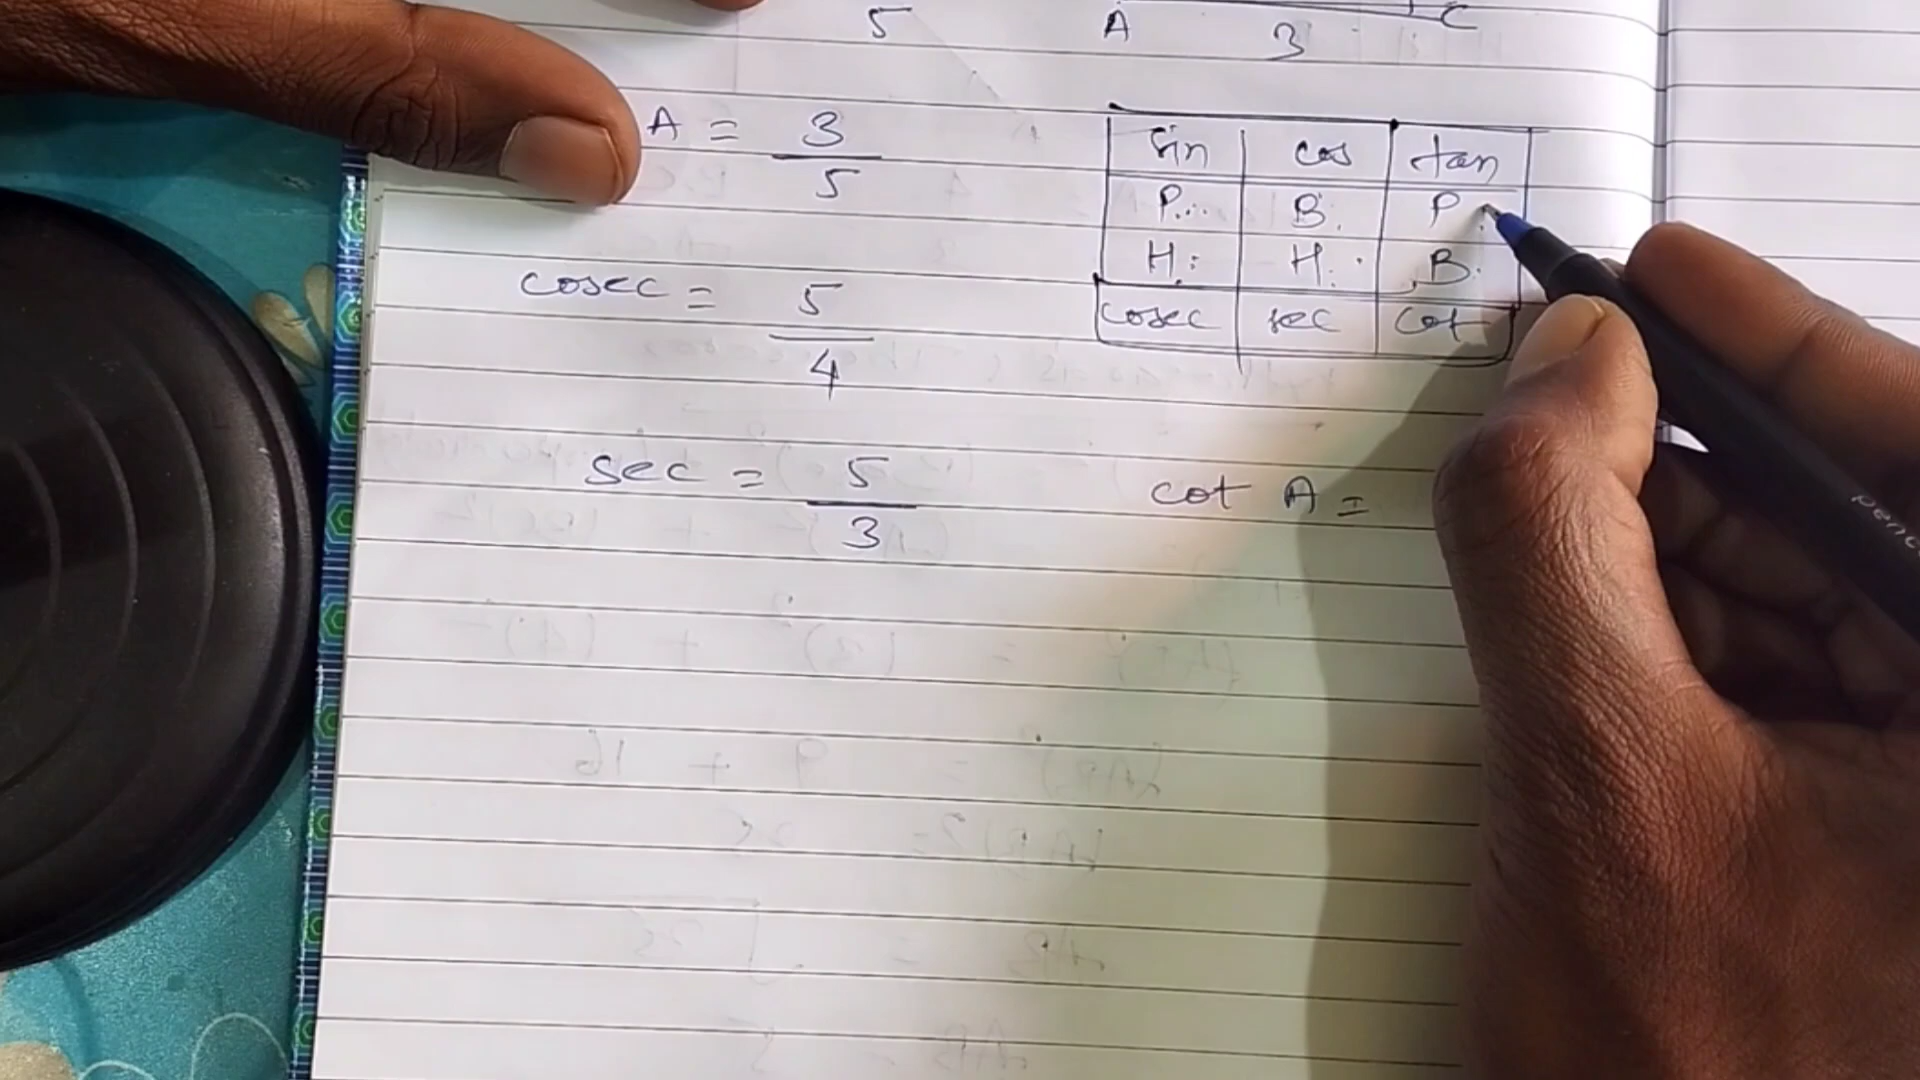 5 A 3 C
A = 3
5
sin cos tan
P B P
H H B
cosec sec cot
cosec = 5
4
sec = 5
3
cot A =